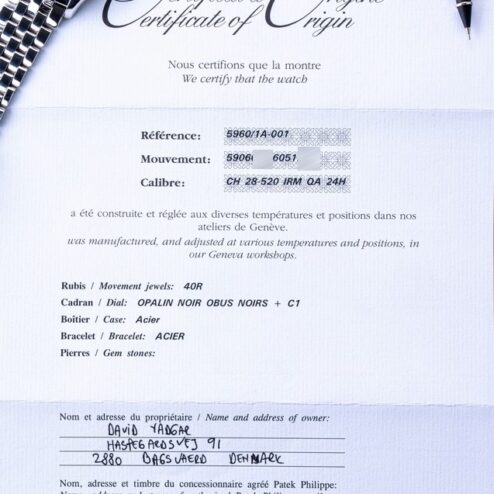 Certificate of Origin
Nous certifions que la montre
We certify that the watch
Référence: 5960/1A-001
Mouvement: 5906 6051
Calibre: CH 28-520 IRM QA 24H
a été construite et réglée aux diverses températures et positions dans nos
ateliers de Genève.
was manufactured, and adjusted at various temperatures and positions, in
our Geneva workshops.
Rubis / Movement jewels: 40R
Cadran / Dial: OPALIN NOIR OBUS NOIRS + C1
Boîtier / Case: Acier
Bracelet / Bracelet: ACIER
Pierres / Gem stones:
Nom et adresse du propriétaire / Name and address of owner:
DAVID YADGAR
2880 BAGSVAERD DENMARK
Nom, adresse et timbre du concessionnaire agréé Patek Philippe: